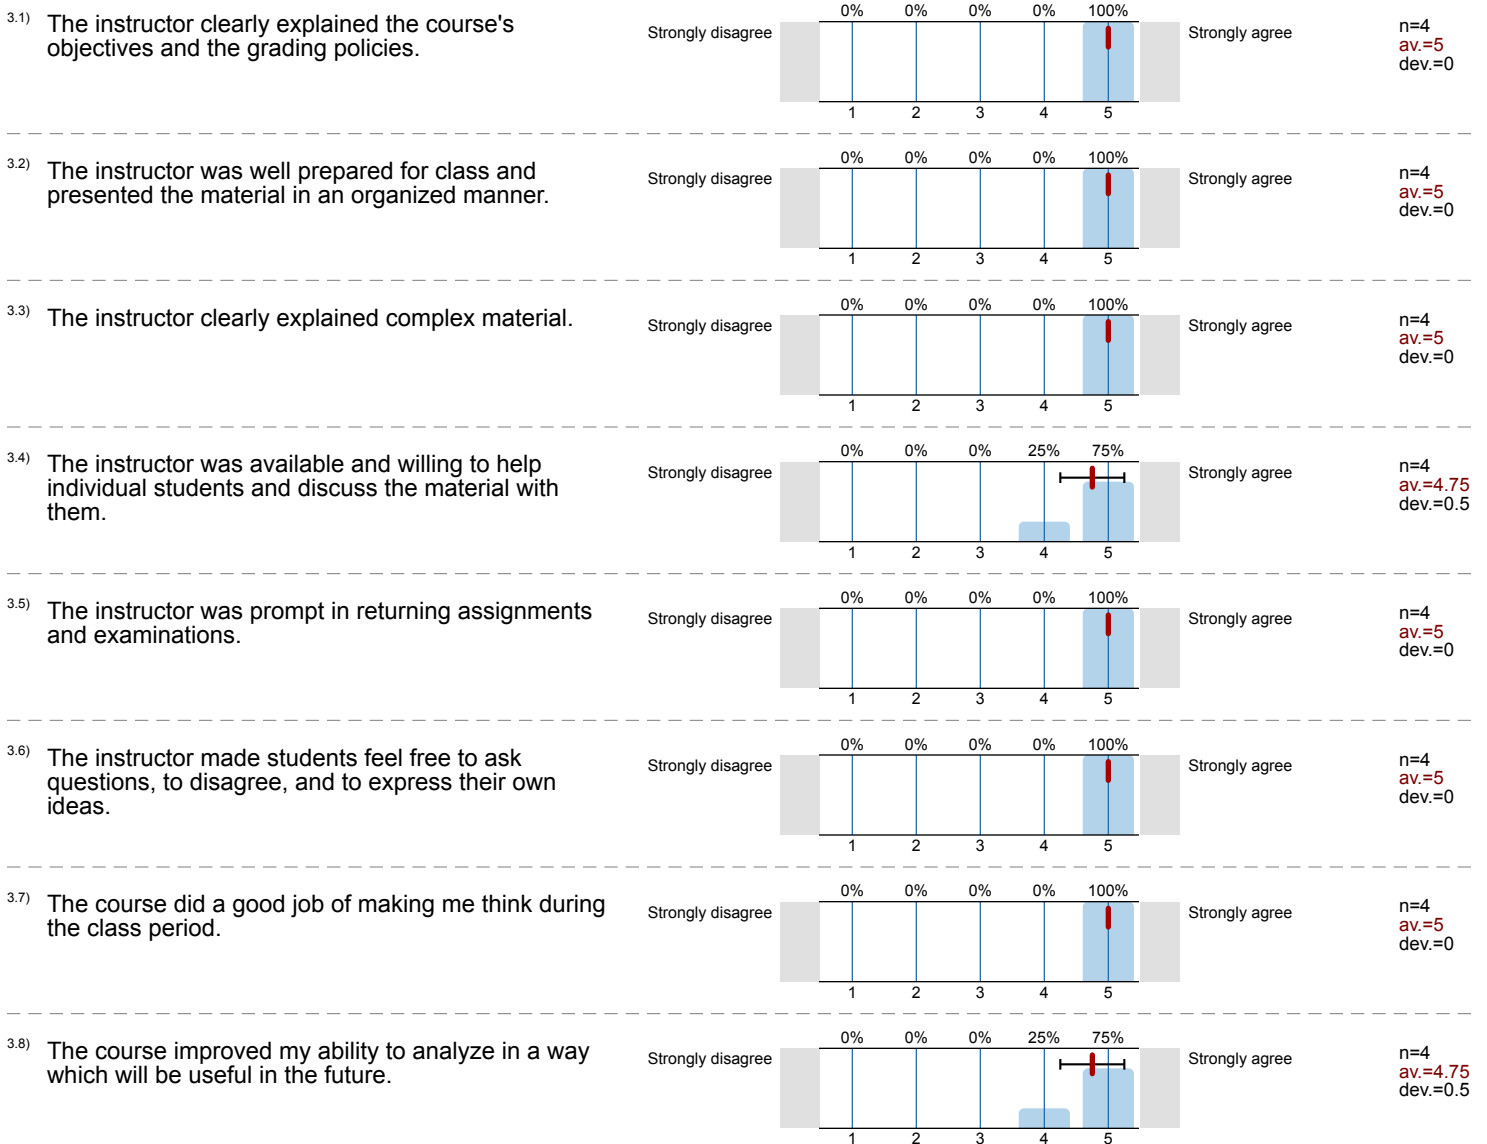 3.1) The instructor clearly explained the course's
objectives and the grading policies.
Strongly disagree
0% 0% 0% 0% 100%
1 2 3 4 5
Strongly agree
n=4
av.=5
dev.=0
3.2) The instructor was well prepared for class and
presented the material in an organized manner.
Strongly disagree
0% 0% 0% 0% 100%
1 2 3 4 5
Strongly agree
n=4
av.=5
dev.=0
3.3) The instructor clearly explained complex material.
Strongly disagree
0% 0% 0% 0% 100%
1 2 3 4 5
Strongly agree
n=4
av.=5
dev.=0
3.4) The instructor was available and willing to help
individual students and discuss the material with
them.
Strongly disagree
0% 0% 0% 25% 75%
1 2 3 4 5
Strongly agree
n=4
av.=4.75
dev.=0.5
3.5) The instructor was prompt in returning assignments
and examinations.
Strongly disagree
0% 0% 0% 0% 100%
1 2 3 4 5
Strongly agree
n=4
av.=5
dev.=0
3.6) The instructor made students feel free to ask
questions, to disagree, and to express their own
ideas.
Strongly disagree
0% 0% 0% 0% 100%
1 2 3 4 5
Strongly agree
n=4
av.=5
dev.=0
3.7) The course did a good job of making me think during
the class period.
Strongly disagree
0% 0% 0% 0% 100%
1 2 3 4 5
Strongly agree
n=4
av.=5
dev.=0
3.8) The course improved my ability to analyze in a way
which will be useful in the future.
Strongly disagree
0% 0% 0% 25% 75%
1 2 3 4 5
Strongly agree
n=4
av.=4.75
dev.=0.5